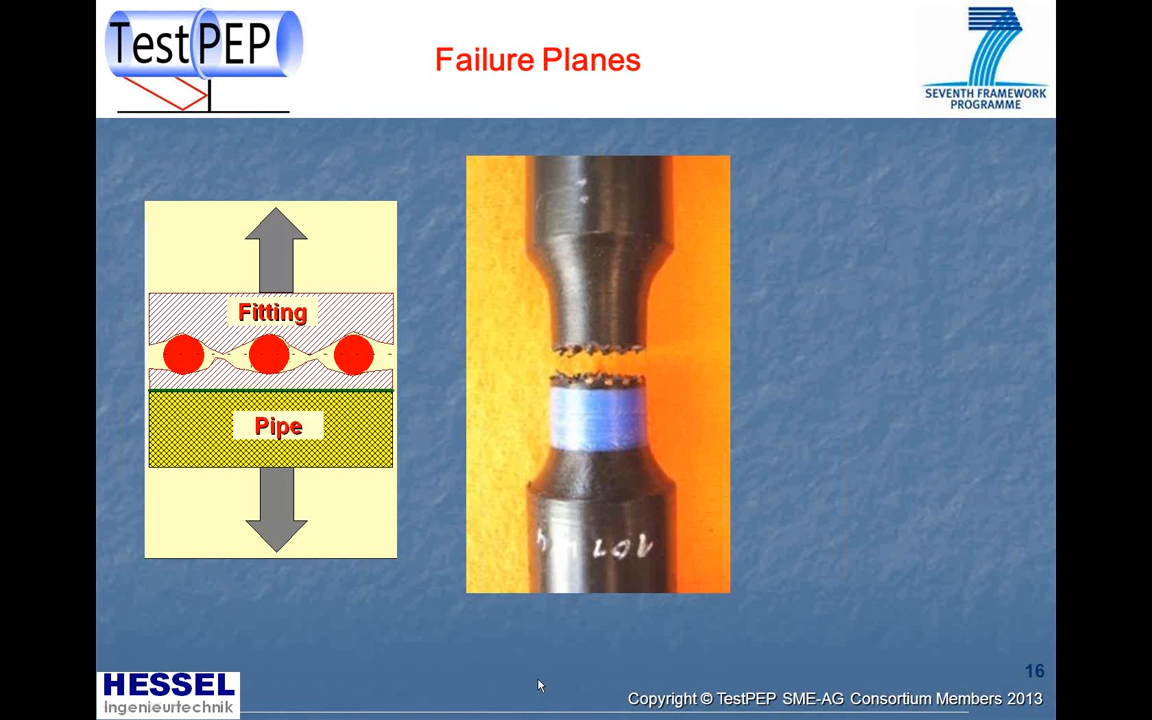 TestPEP
Failure Planes
SEVENTH FRAMEWORK
PROGRAMME
Fitting
Pipe
16
HESSEL
Ingenieurtechnik
Copyright © TestPEP SME-AG Consortium Members 2013